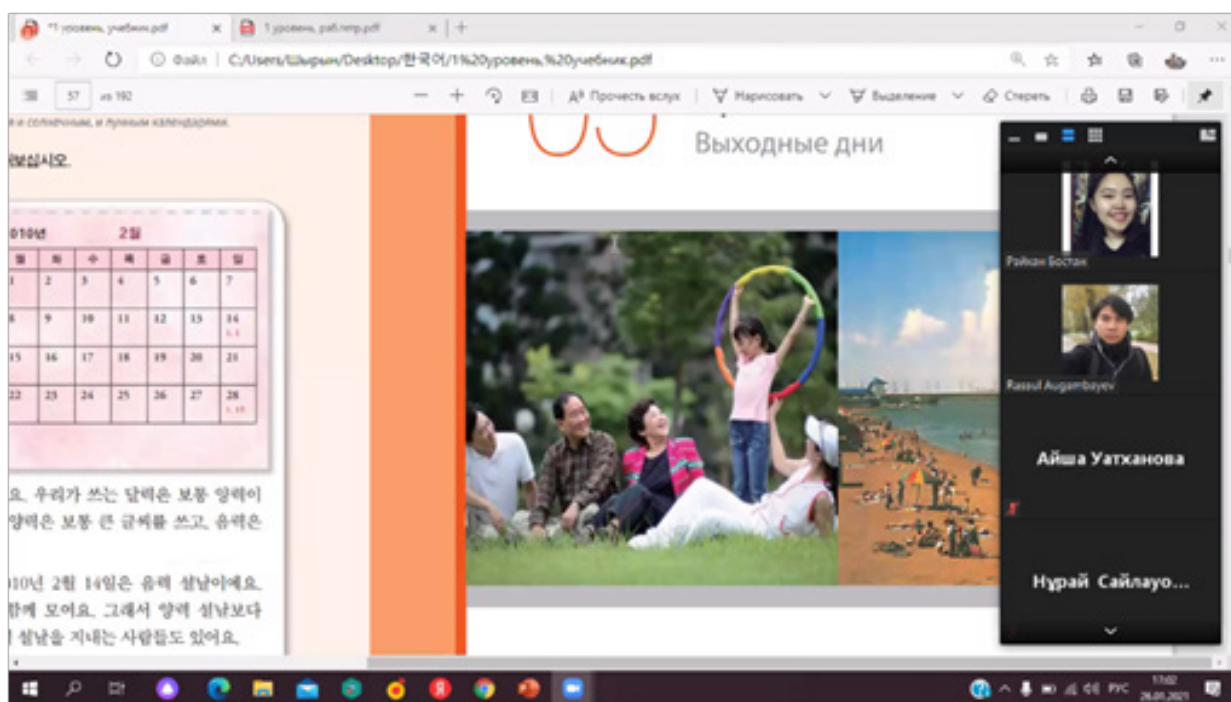 *1 уровень, учебник.pdf
1 уровень, раб.тетр.pdf
Файл
C:/Users/Шырын/Desktop/한국어/1%20уровень,%20учебник.pdf
57 из 192
Прочесть вслух
Нарисовать
Выделение
Стереть
и солнечным, и лунным календарями.
보십시오.
010년 2월
월 화 수 목 금 토 일
1 2 3 4 5 6 7
8 9 10 11 12 13 14
15 16 17 18 19 20 21
22 23 24 25 26 27 28
요. 우리가 쓰는 달력은 보통 양력이
양력은 보통 큰 글씨를 쓰고, 음력은
10년 2월 14일은 음력 설날이에요.
함께 모여요. 그래서 양력 설날보다
설날을 지내는 사람들도 있어요.
Выходные дни
Райхан Бостан
Rassul Augambayev
Айша Уатханова
Нұрай Сайлауо...
РУС
17:02
26.01.2021